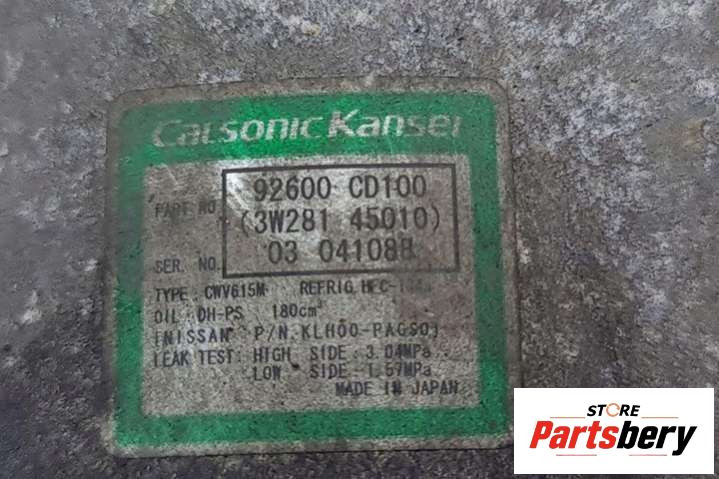 Calsonic Kansei
PART NO. 92600 CD100
(3W281 45010)
SER. NO. 03 04108
TYPE: CWV615M REFRIG. HFC-134a
OIL: DH-PS 180cm³
(NISSAN P/N. KLH00-PAGS0)
LEAK TEST: HIGH SIDE: 3.04MPa
LOW SIDE 1.57MPa
MADE IN JAPAN
STORE
Partsbery